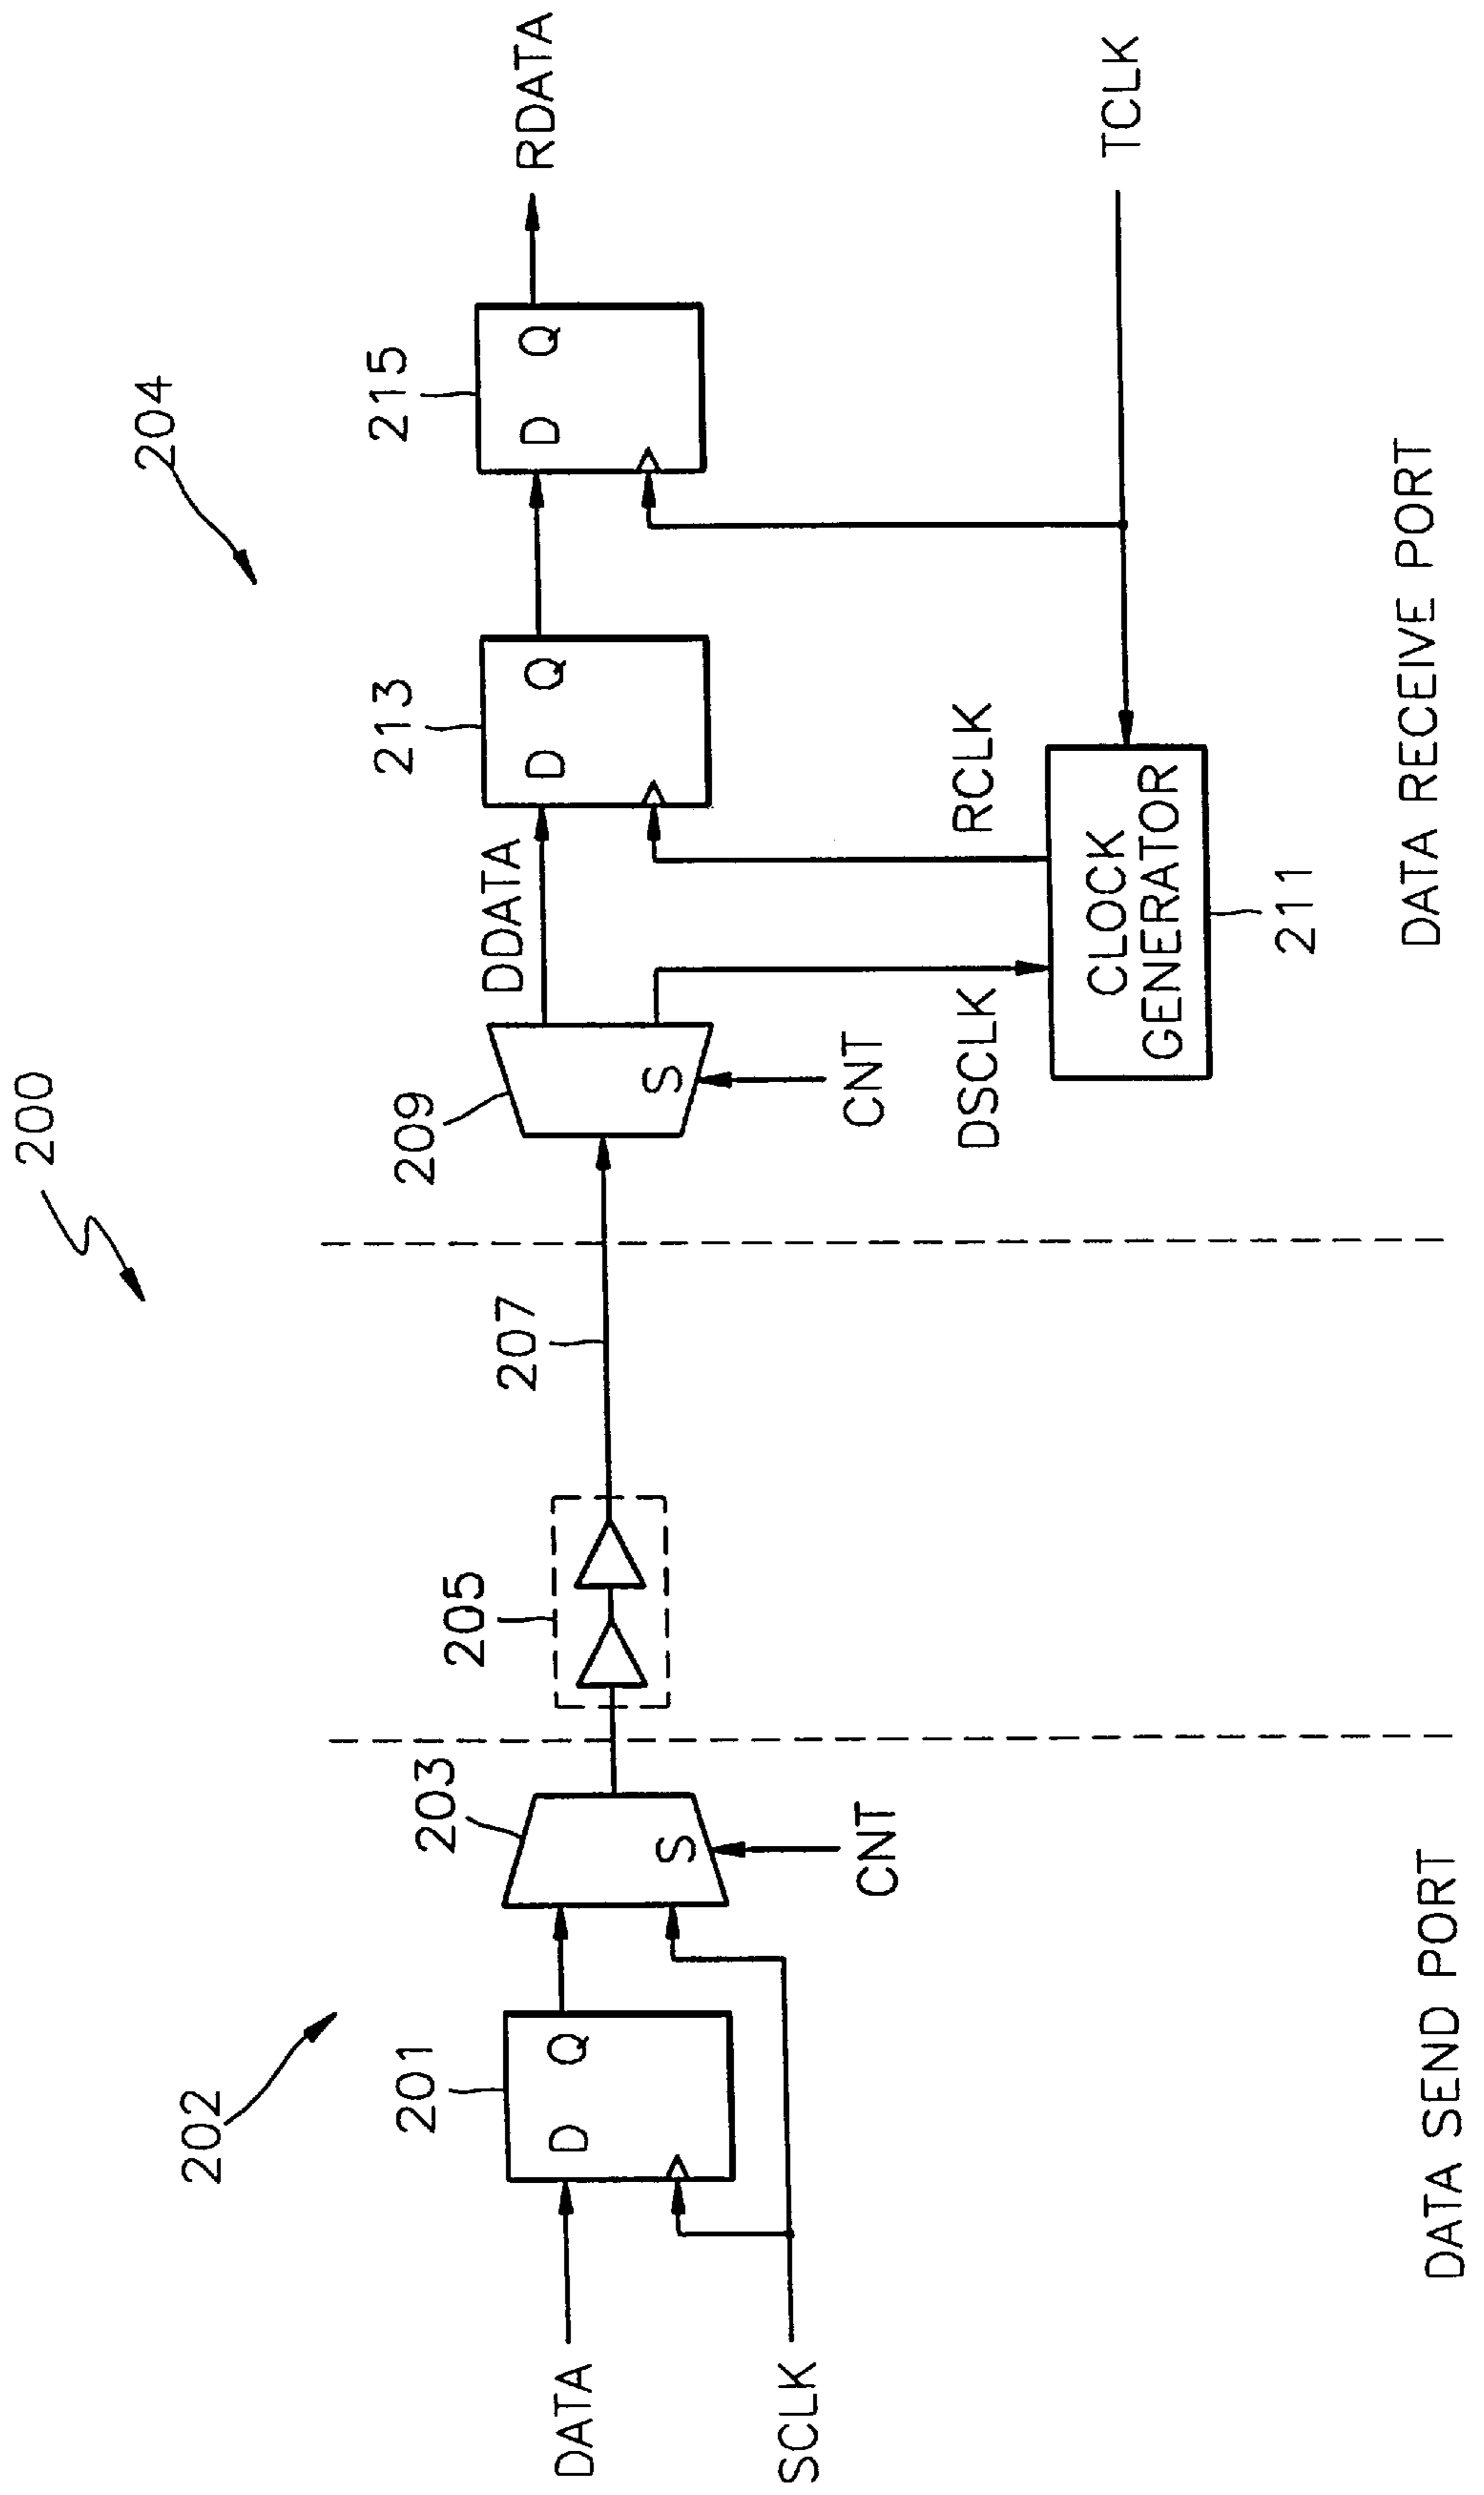 200
202
204
201
203
205
207
209
213
215
DATA
D Q
S
DDATA
D Q
D Q
RDATA
SCLK
CNT
S
CNT
DSCLK
RCLK
CLOCK
GENERATOR
211
TCLK
DATA SEND PORT
DATA RECEIVE PORT